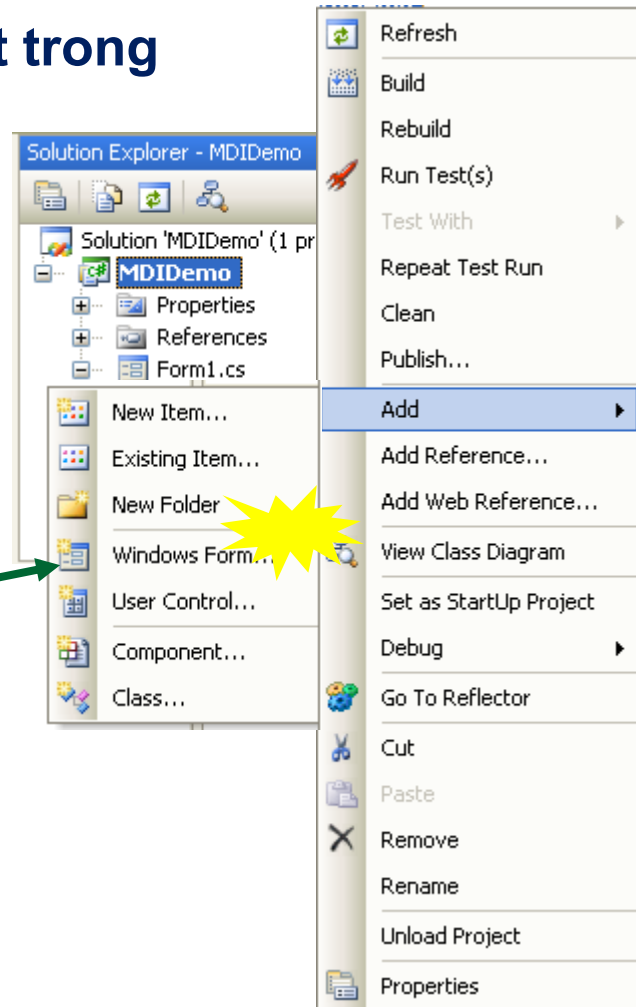 t trong
Solution Explorer - MDIDemo
Solution 'MDIDemo' (1 pr
MDIDemo
Properties
References
Form1.cs
New Item...
Existing Item...
New Folder
Windows Form...
User Control...
Component...
Class...
Refresh
Build
Rebuild
Run Test(s)
Test With
Repeat Test Run
Clean
Publish...
Add
Add Reference...
Add Web Reference...
View Class Diagram
Set as StartUp Project
Debug
Go To Reflector
Cut
Paste
Remove
Rename
Unload Project
Properties